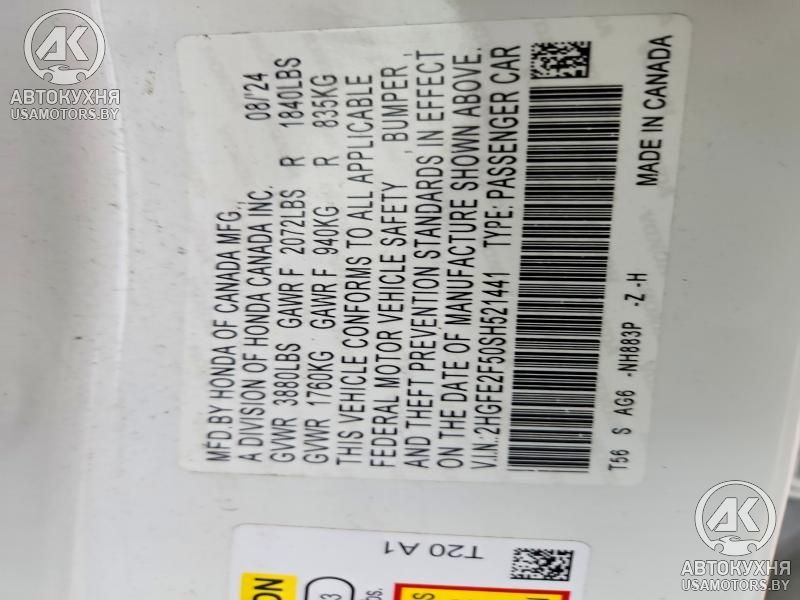 MFD.BY HONDA OF CANADA MFG.,
A DIVISION OF HONDA CANADA INC. 08/24
GVWR 3880LBS GAWR F 2072LBS R 1840LBS
GVWR 1760KG GAWR F 940KG R 835KG
THIS VEHICLE CONFORMS TO ALL APPLICABLE
FEDERAL MOTOR VEHICLE SAFETY , BUMPER ,
AND THEFT PREVENTION STANDARDS IN EFFECT
ON THE DATE OF MANUFACTURE SHOWN ABOVE.
V.I.N.:2HGFE2F50SH521441 TYPE: PASSENGER CAR
T56 S AG6 -NH883P -Z -H MADE IN CANADA
T20 A1
АК
АВТОКУХНЯ
USAMOTORS.BY
АК
АВТОКУХНЯ
USAMOTORS.BY